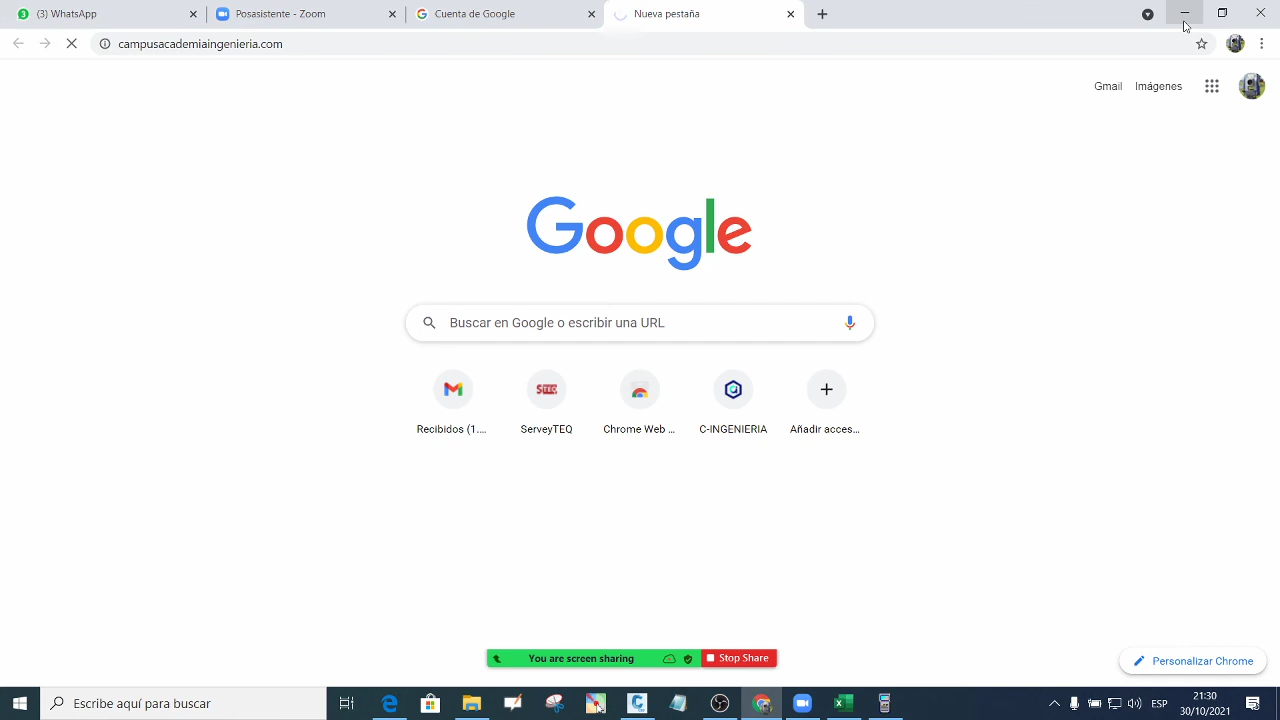 3 (3) WhatsApp
Posasistente - Zoom
Cuenta de Google
Nueva pestaña
campusacademiaingenieria.com
Gmail Imágenes
Google
Buscar en Google o escribir una URL
STEQ
Recibidos (1....
ServeyTEQ
Chrome Web ...
C-INGENIERIA
Añadir acces...
You are screen sharing
Stop Share
Personalizar Chrome
Escribe aquí para buscar
ESP
21:30
30/10/2021